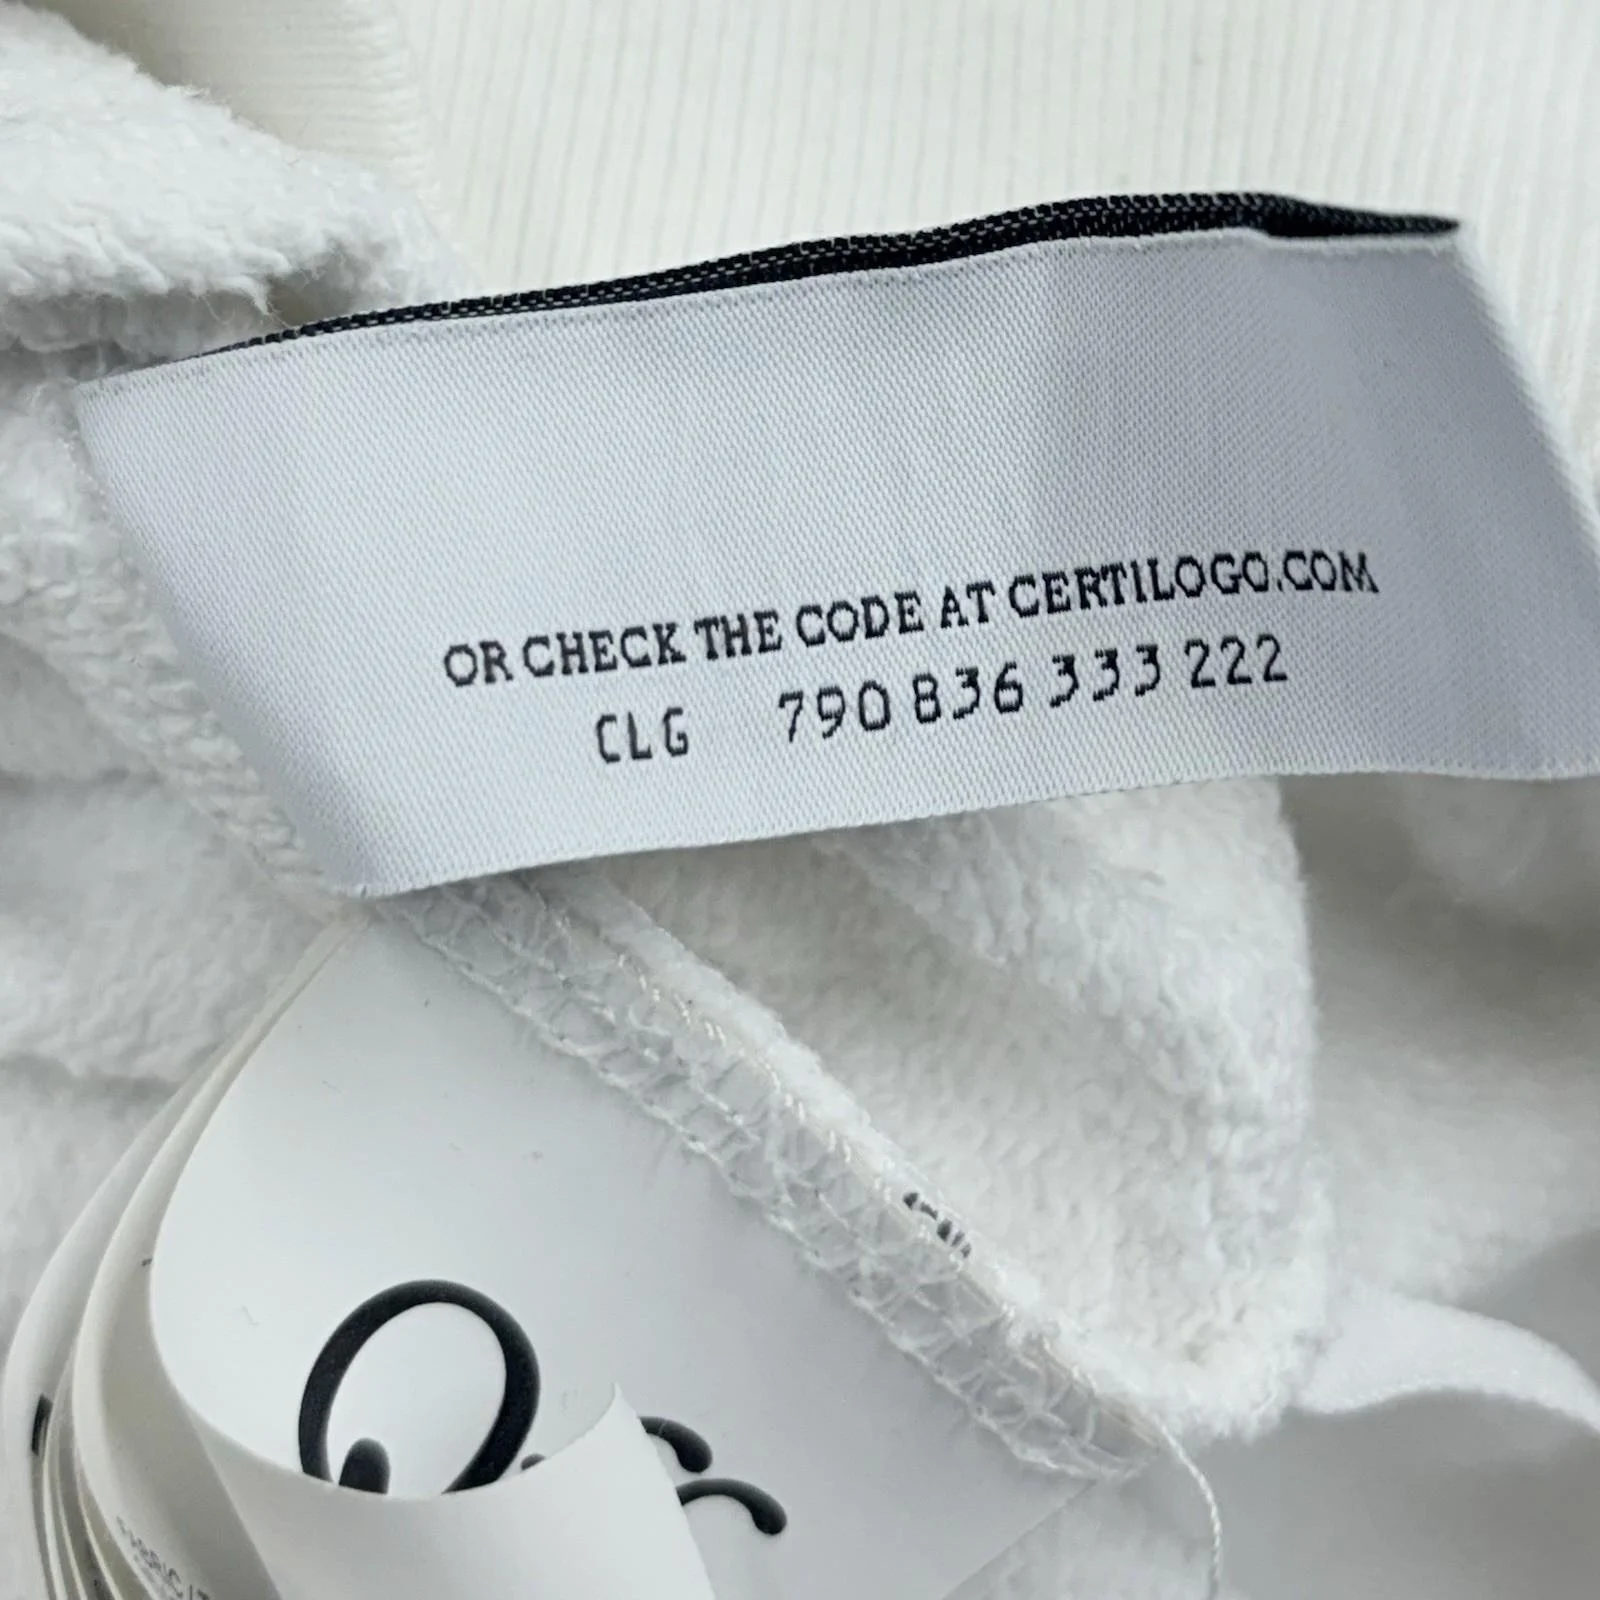 OR CHECK THE CODE AT CERTILOGO.COM
CLG 790 836 333 222